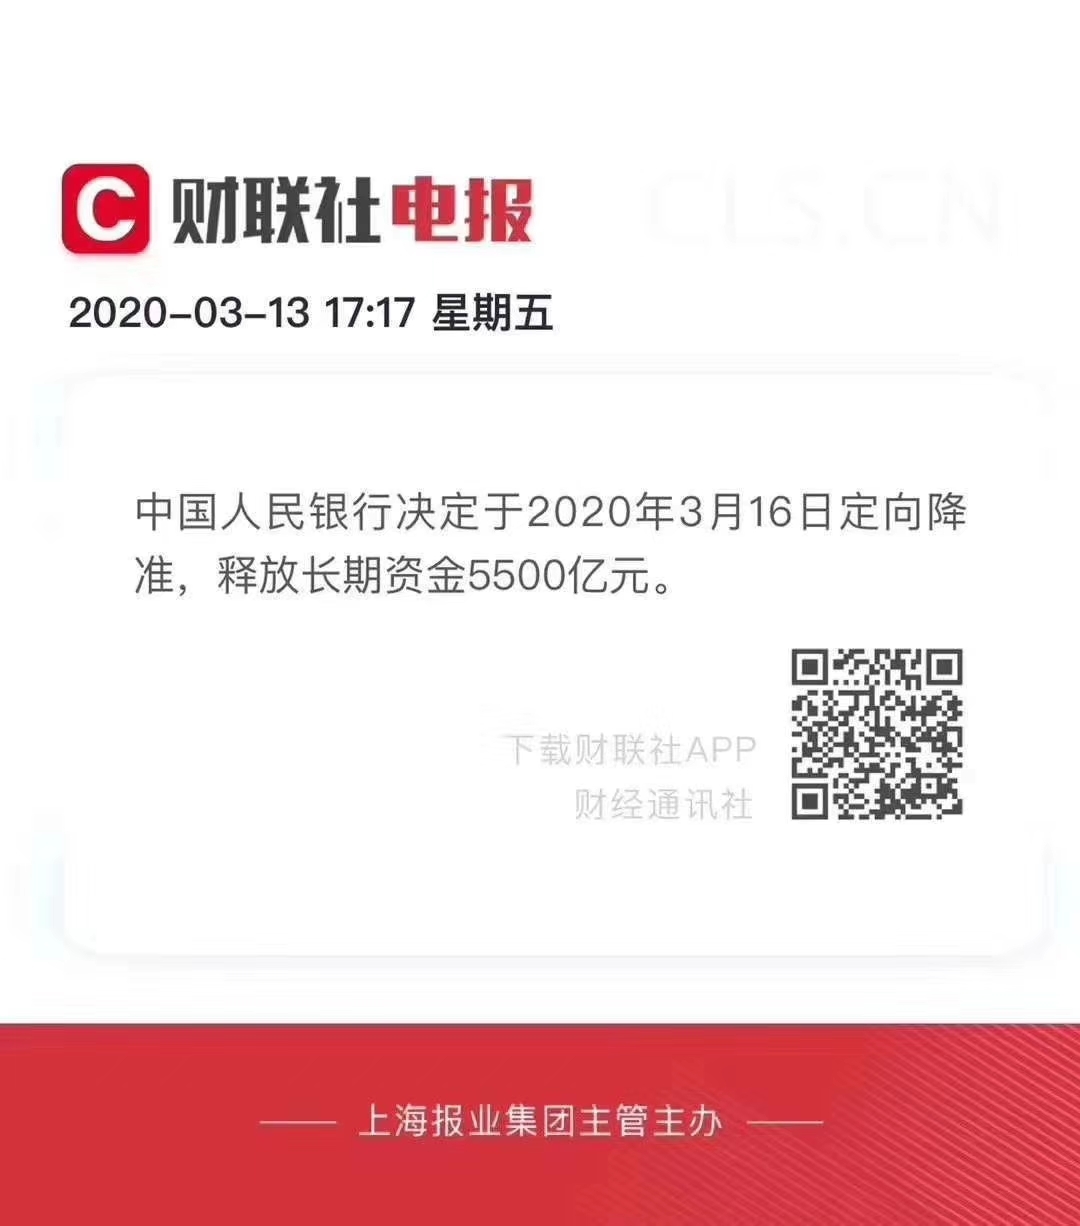 C 财联社电报
CLS.CN
2020-03-13 17:17 星期五
中国人民银行决定于2020年3月16日定向降
准，释放长期资金5500亿元。
下载财联社APP
财经通讯社
上海报业集团主管主办